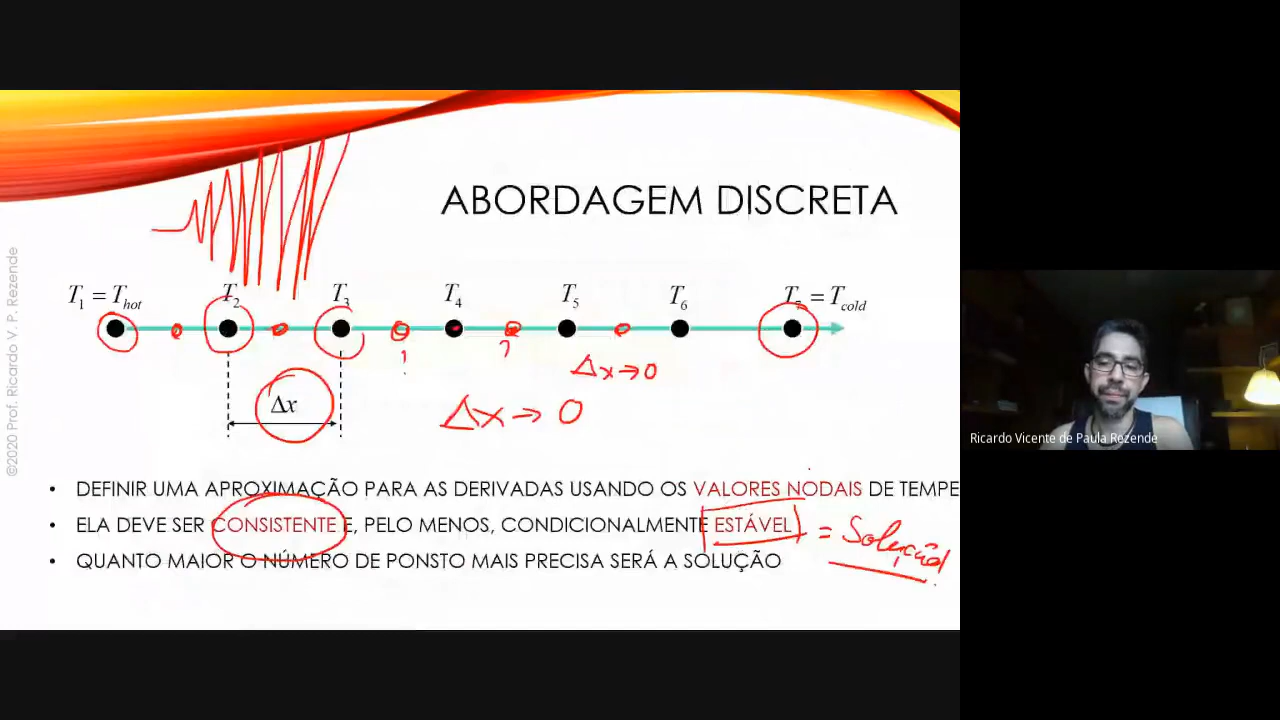 ABORDAGEM DISCRETA
T1 = Thot T2 T3 T4 T5 T6 T7 = Tcold
? ?
Δx→0
Δx Δx→0
• DEFINIR UMA APROXIMAÇÃO PARA AS DERIVADAS USANDO OS VALORES NODAIS DE TEMPE
• ELA DEVE SER CONSISTENTE E, PELO MENOS, CONDICIONALMENTE ESTÁVEL = Solução
• QUANTO MAIOR O NÚMERO DE PONSTO MAIS PRECISA SERÁ A SOLUÇÃO
©2020 Prof. Ricardo V. P. Rezende
Ricardo Vicente de Paula Rezende